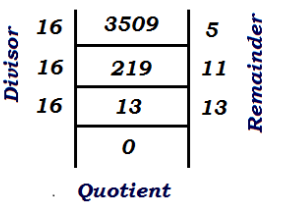 Divisor
16 3509 5
16 219 11
16 13 13
0
Remainder
Quotient